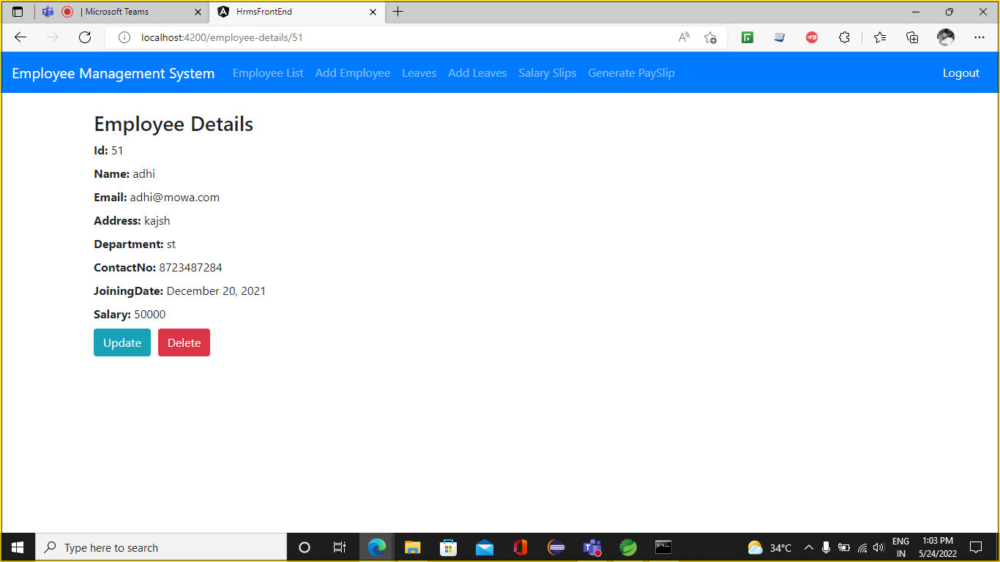 | Microsoft Teams
HrmsFrontEnd
localhost:4200/employee-details/51
Employee Management System Employee List Add Employee Leaves Add Leaves Salary Slips Generate PaySlip Logout
Employee Details
Id: 51
Name: adhi
Email: adhi@mowa.com
Address: kajsh
Department: st
ContactNo: 8723487284
JoiningDate: December 20, 2021
Salary: 50000
Update Delete
Type here to search
34°C
ENG
IN
1:03 PM
5/24/2022